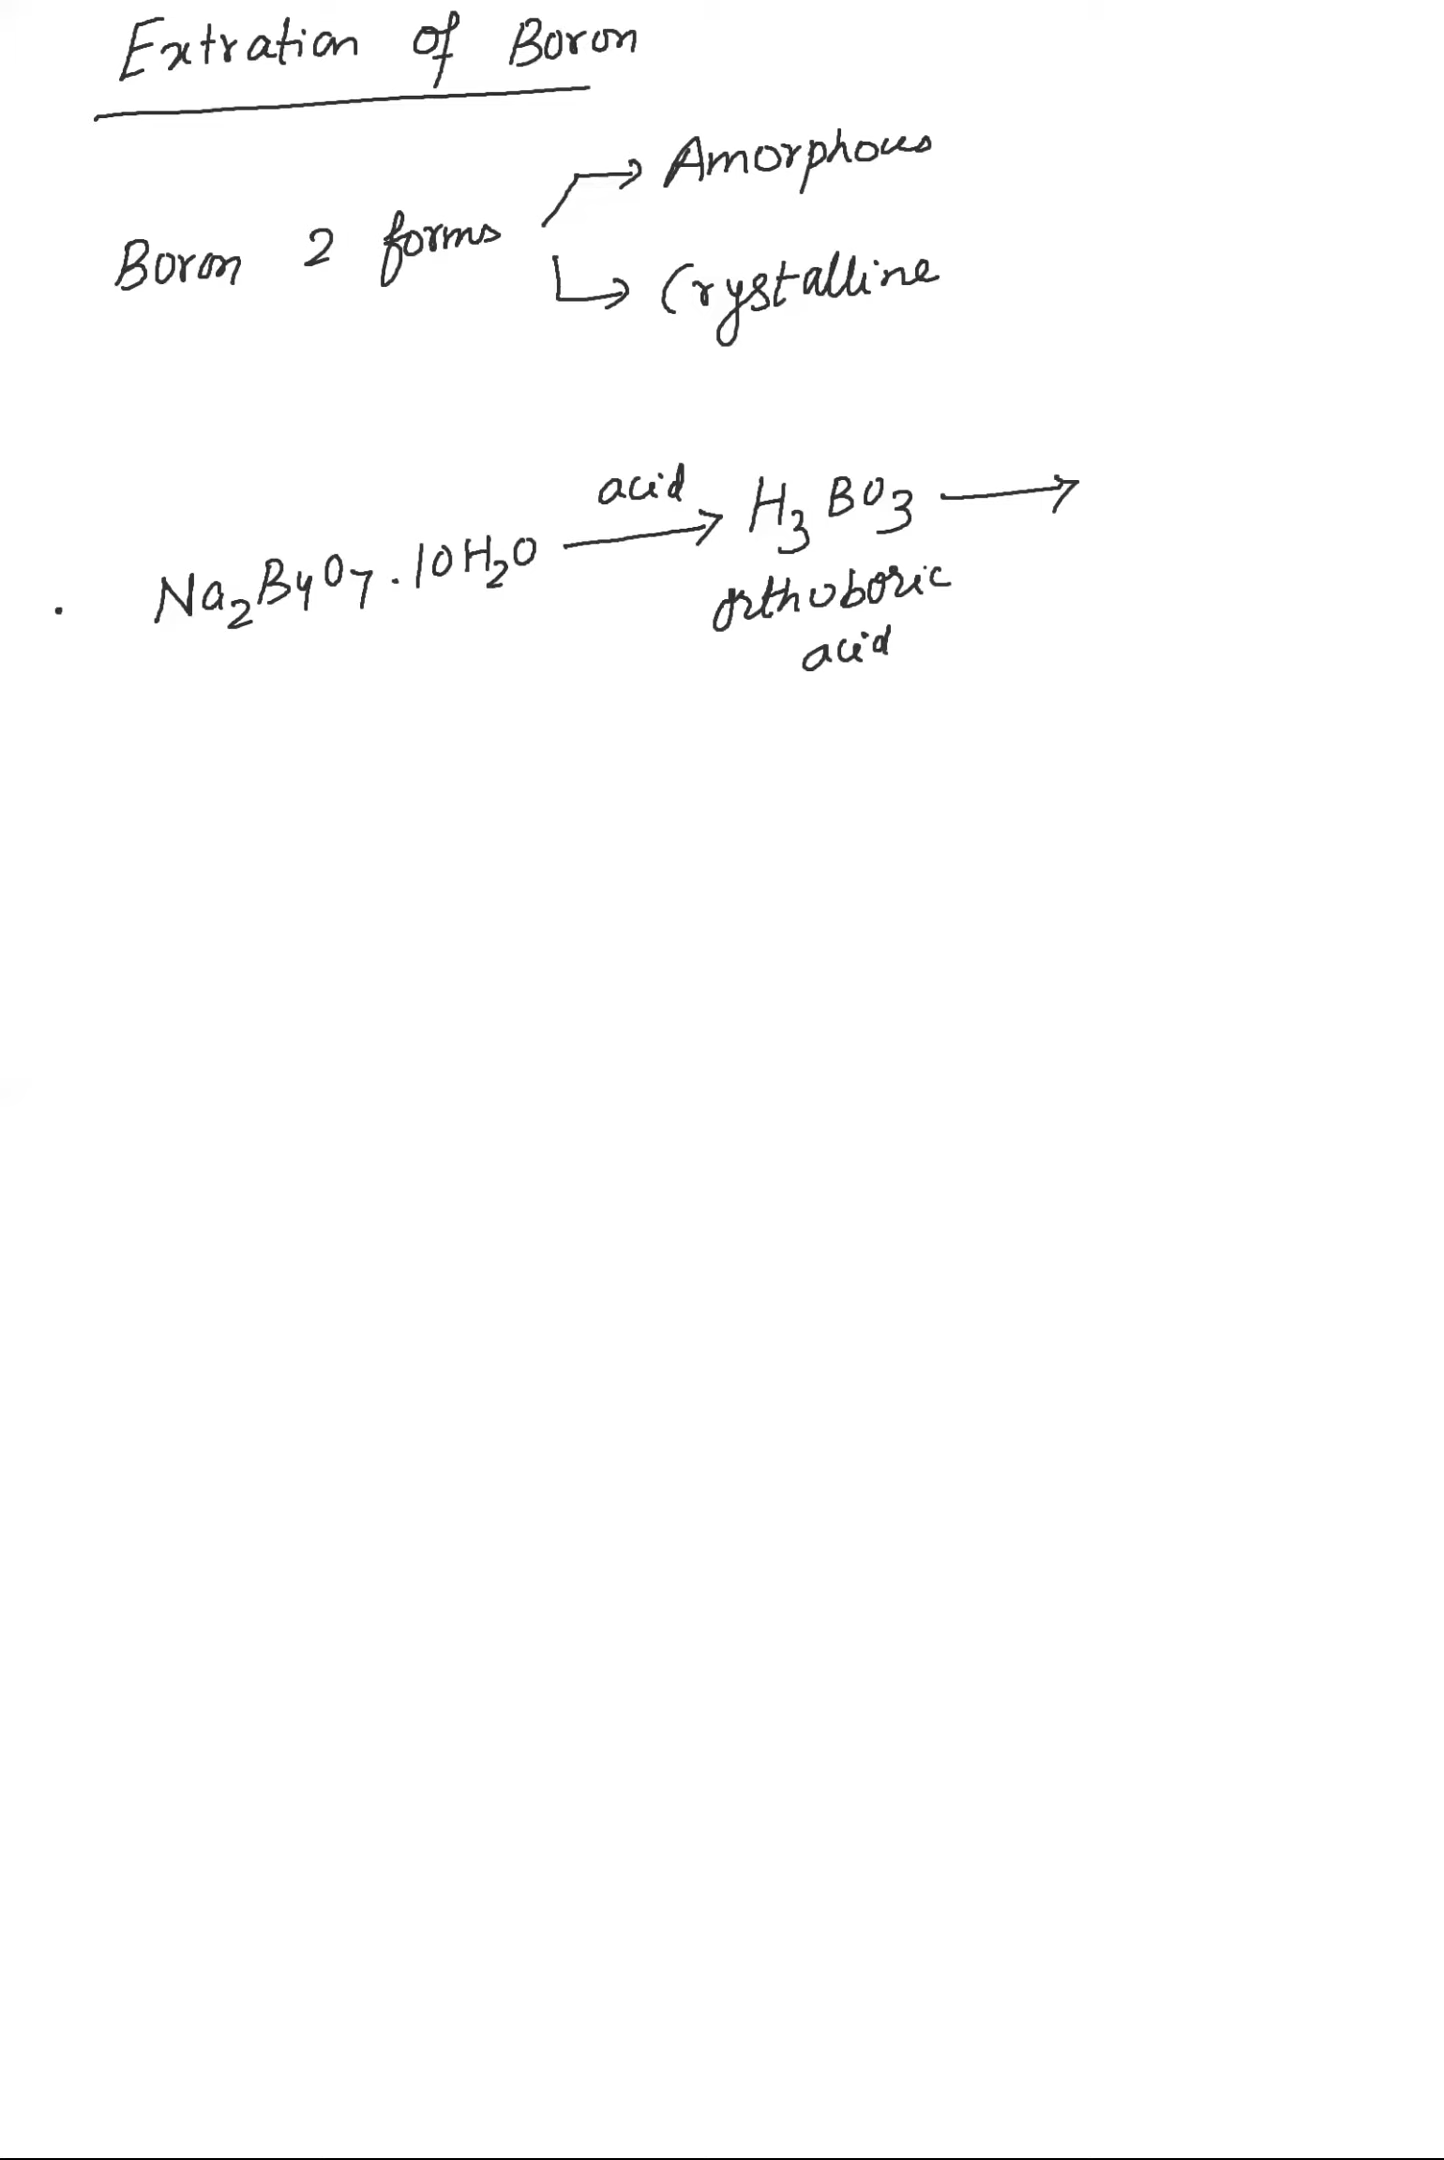 Extration of Boron
Boron 2 forms → Amorphous
↳ Crystalline
. Na₂B₄O₇.10H₂O —acid→ H₃BO₃ →
orthoboric
acid